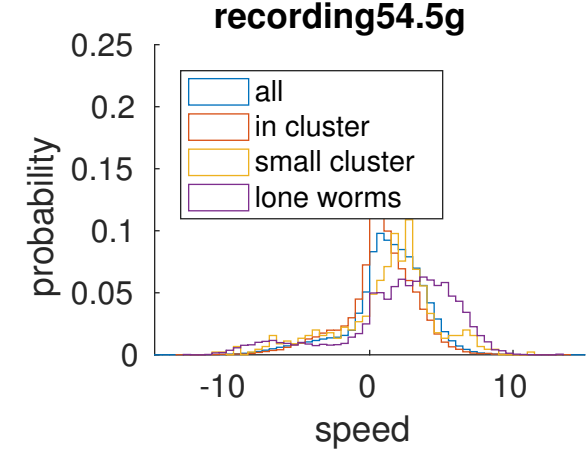 recording54.5g
0.25
0.2
0.15
0.1
0.05
0
probability
all
in cluster
small cluster
lone worms
-10
0
10
speed